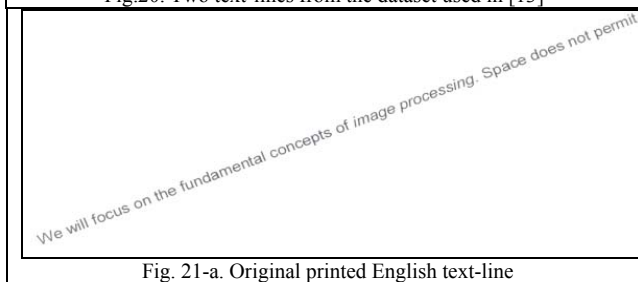 Fig.20. Two text-lines from the dataset used in [15]
We will focus on the fundamental concepts of image processing. Space does not permit
Fig. 21-a. Original printed English text-line